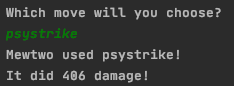 Which move will you choose?
psystrike
Mewtwo used psystrike!
It did 406 damage!